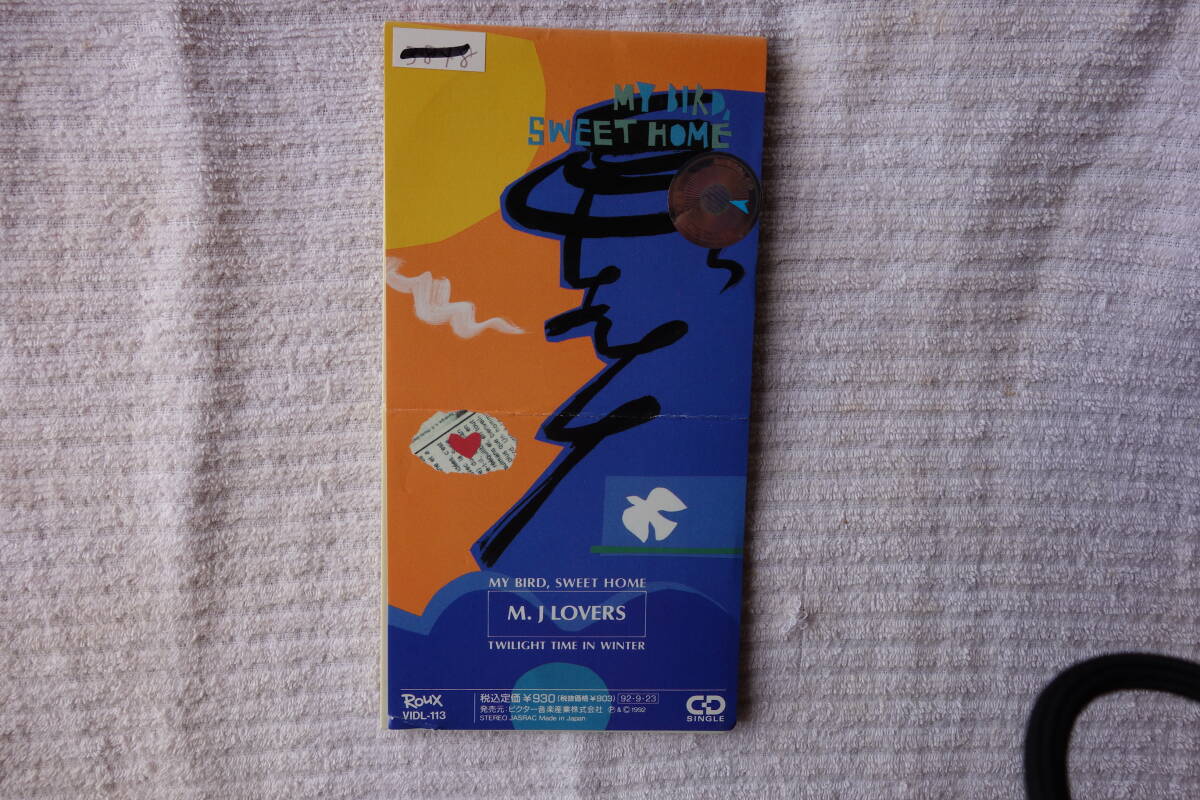 MY BIRD,
SWEET HOME
MY BIRD, SWEET HOME
M. J LOVERS
TWILIGHT TIME IN WINTER
ROUX
VIDL-113
税込定価¥930(税抜価格¥903) 92・9・23
発売元:ビクター音楽産業株式会社 Ⓟ&©1992
STEREO JASRAC Made in Japan
CD
SINGLE